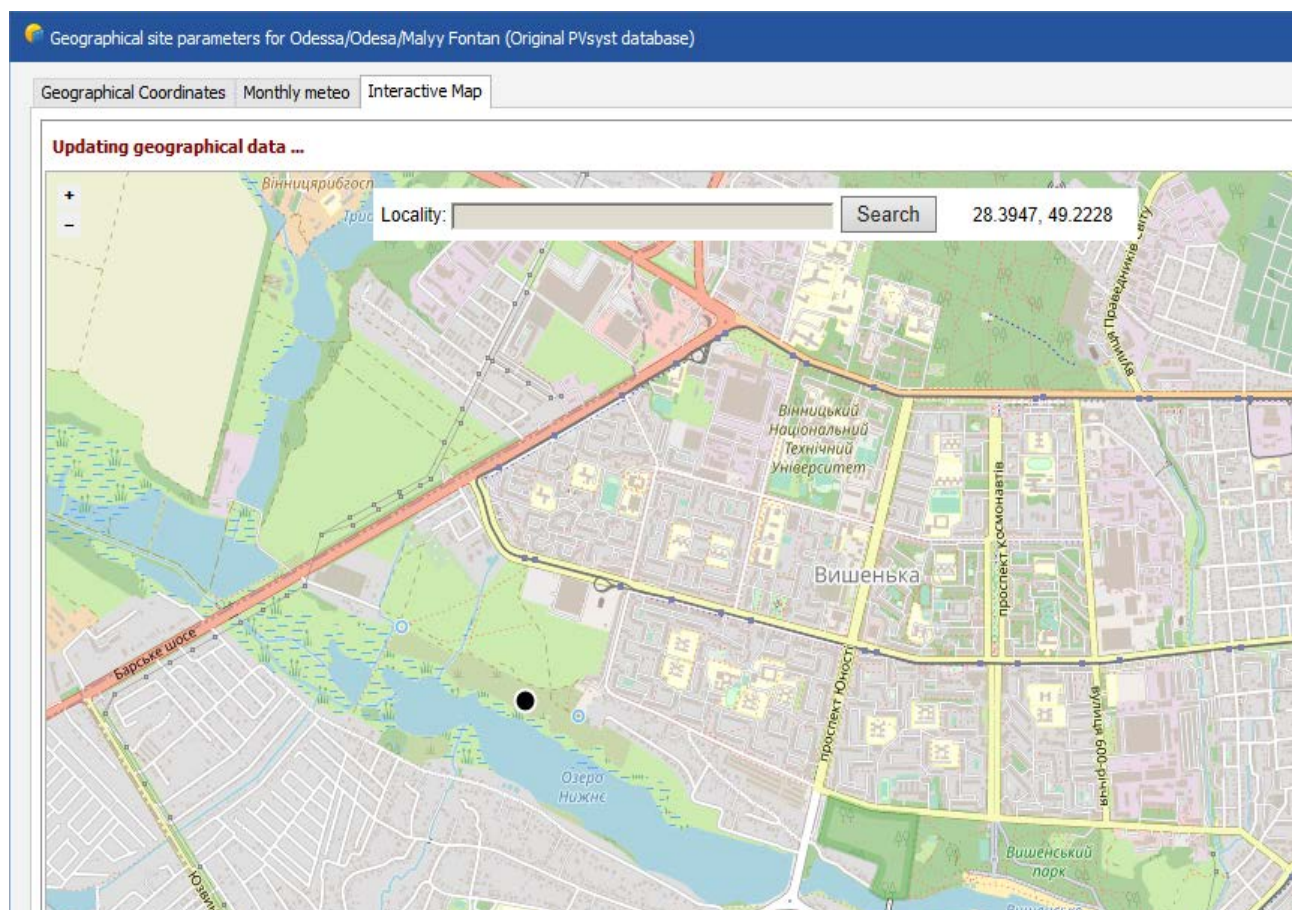 Geographical site parameters for Odessa/Odesa/Malyy Fontan (Original PVsyst database)
Geographical Coordinates
Monthly meteo
Interactive Map
Updating geographical data ...
+
−
Locality:
Search
28.3947, 49.2228
Вінницярибгосп
вулиця Праведників Світу
Вінницький
Національний
Технічний
Університет
проспект Космонавтів
Вишенька
Барське шосе
проспект Юності
вулиця 600-річчя
Озеро
Нижнє
Вишенський
парк